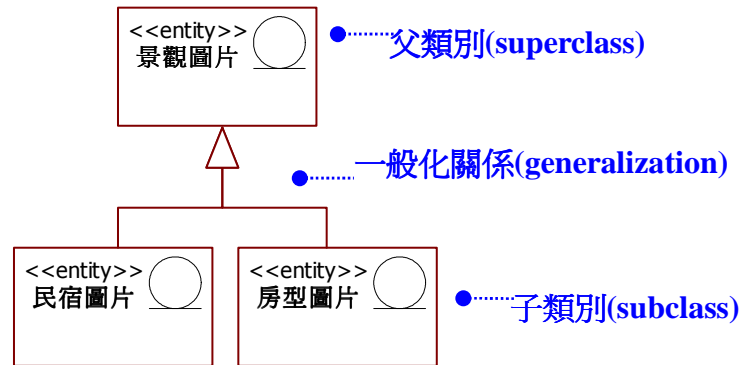 <<entity>>
景觀圖片
父類別(superclass)
一般化關係(generalization)
<<entity>>
民宿圖片
<<entity>>
房型圖片
子類別(subclass)